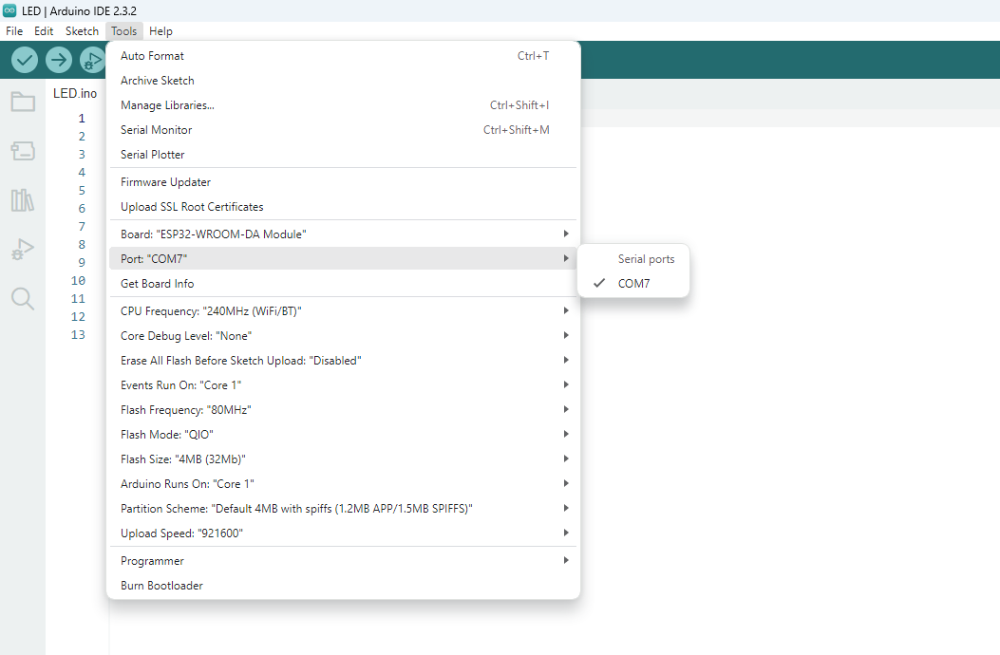 LED | Arduino IDE 2.3.2
File Edit Sketch Tools Help
LED.ino
Auto Format Ctrl+T
Archive Sketch
Manage Libraries... Ctrl+Shift+I
Serial Monitor Ctrl+Shift+M
Serial Plotter
Firmware Updater
Upload SSL Root Certificates
Board: "ESP32-WROOM-DA Module"
Port: "COM7"
Get Board Info
CPU Frequency: "240MHz (WiFi/BT)"
Core Debug Level: "None"
Erase All Flash Before Sketch Upload: "Disabled"
Events Run On: "Core 1"
Flash Frequency: "80MHz"
Flash Mode: "QIO"
Flash Size: "4MB (32Mb)"
Arduino Runs On: "Core 1"
Partition Scheme: "Default 4MB with spiffs (1.2MB APP/1.5MB SPIFFS)"
Upload Speed: "921600"
Programmer
Burn Bootloader
Serial ports
COM7
1
2
3
4
5
6
7
8
9
10
11
12
13